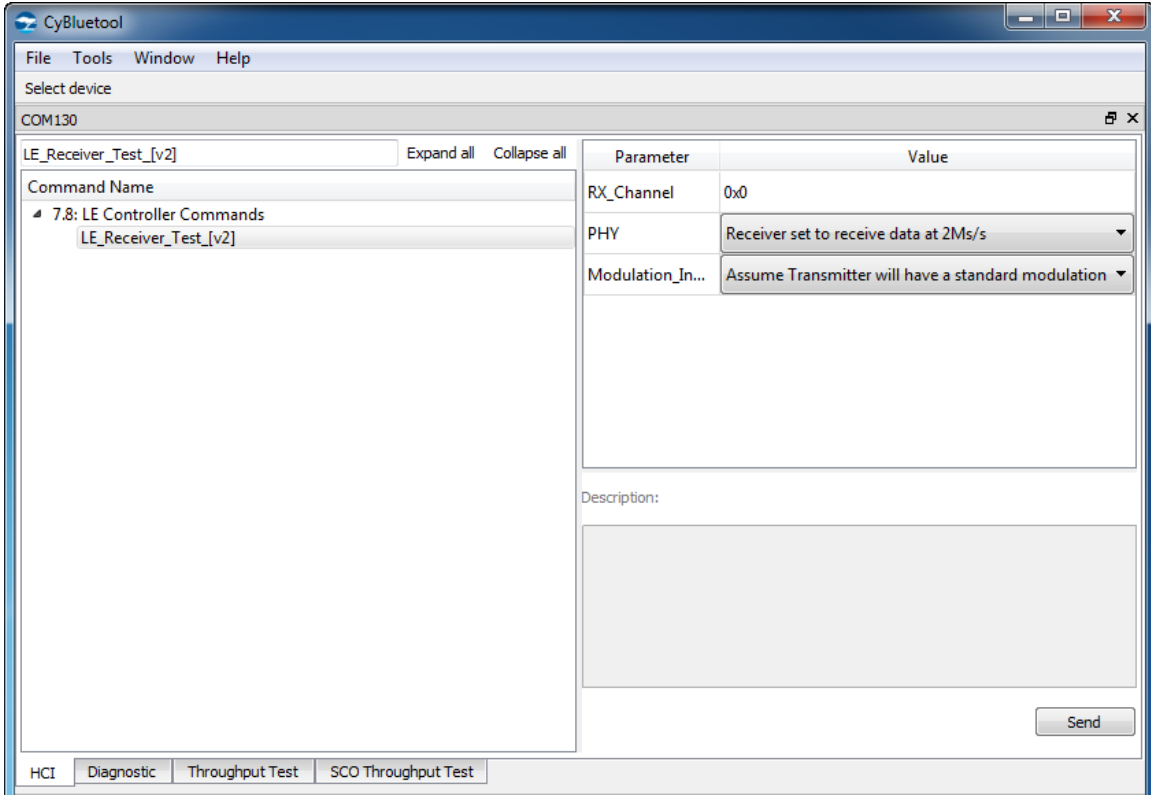 CyBluetool
File Tools Window Help
Select device
COM130
LE_Receiver_Test_[v2] Expand all Collapse all
Command Name
7.8: LE Controller Commands
LE_Receiver_Test_[v2]
Parameter Value
RX_Channel 0x0
PHY Receiver set to receive data at 2Ms/s
Modulation_In... Assume Transmitter will have a standard modulation
Description:
Send
HCI Diagnostic Throughput Test SCO Throughput Test